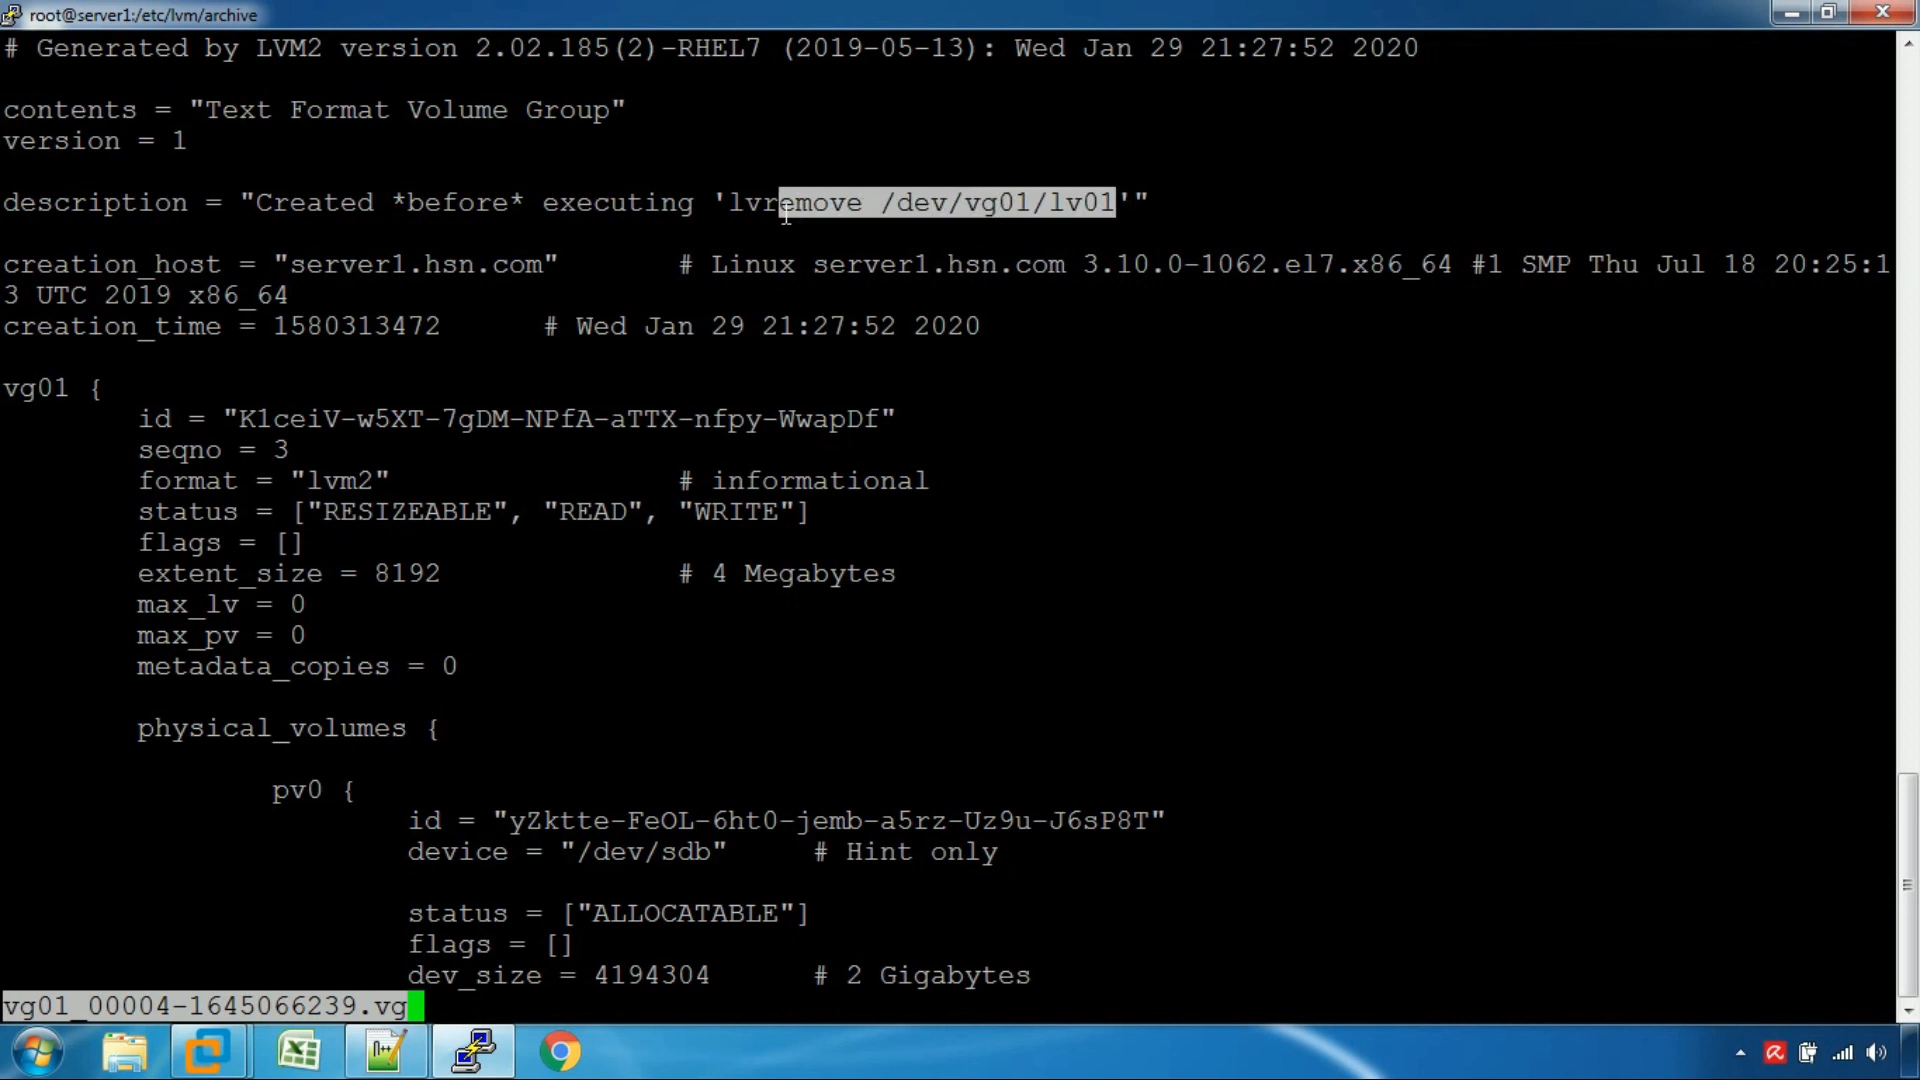 root@server1:/etc/lvm/archive
# Generated by LVM2 version 2.02.185(2)-RHEL7 (2019-05-13): Wed Jan 29 21:27:52 2020
contents = "Text Format Volume Group"
version = 1
description = "Created *before* executing 'lvremove /dev/vg01/lv01'"
creation_host = "server1.hsn.com"       # Linux server1.hsn.com 3.10.0-1062.el7.x86_64 #1 SMP Thu Jul 18 20:25:1
3 UTC 2019 x86_64
creation_time = 1580313472      # Wed Jan 29 21:27:52 2020
vg01 {
id = "K1ceiV-w5XT-7gDM-NPfA-aTTX-nfpy-WwapDf"
seqno = 3
format = "lvm2"                 # informational
status = ["RESIZEABLE", "READ", "WRITE"]
flags = []
extent_size = 8192              # 4 Megabytes
max_lv = 0
max_pv = 0
metadata_copies = 0
physical_volumes {
pv0 {
id = "yZktte-FeOL-6ht0-jemb-a5rz-Uz9u-J6sP8T"
device = "/dev/sdb"     # Hint only
status = ["ALLOCATABLE"]
flags = []
dev_size = 4194304      # 2 Gigabytes
vg01_00004-1645066239.vg